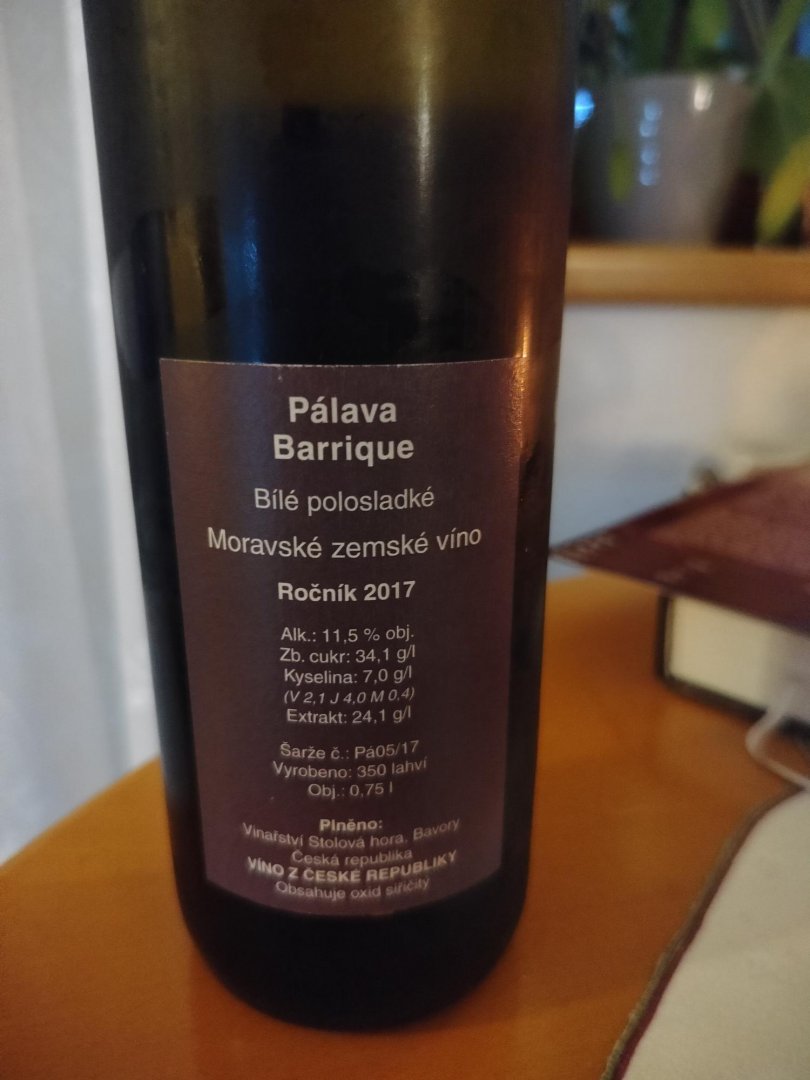 Pálava
Barrique
Bílé polosladké
Moravské zemské víno
Ročník 2017
Alk.: 11,5 % obj.
Zb. cukr: 34,1 g/l
Kyselina: 7,0 g/l
(V 2,1 J 4,0 M 0,4)
Extrakt: 24,1 g/l
Šarže č.: Pá05/17
Vyrobeno: 350 lahví
Obj.: 0,75 l
Plněno:
Vinařství Stolová hora, Bavory
Česká republika
VÍNO Z ČESKÉ REPUBLIKY
Obsahuje oxid siřičitý